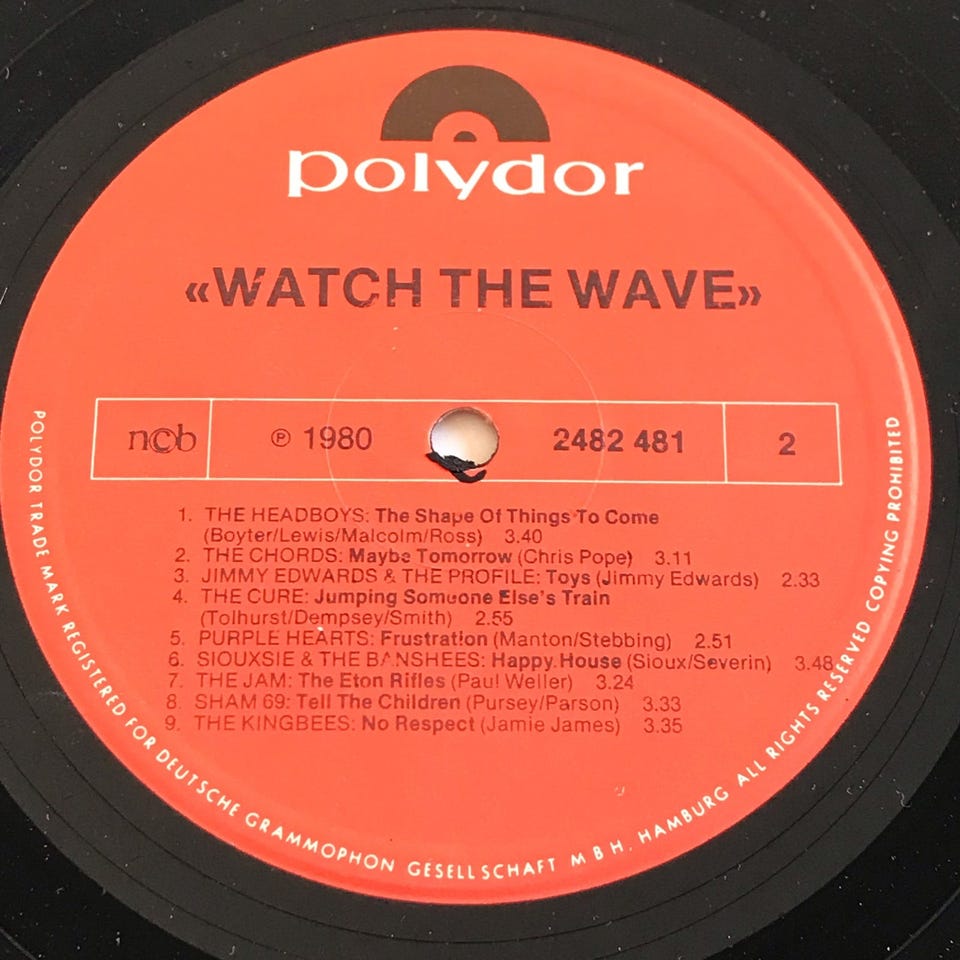 polydor
«WATCH THE WAVE»
ncb ℗ 1980 2482 481 2
1. THE HEADBOYS: The Shape Of Things To Come
(Boyter/Lewis/Malcolm/Ross) 3.40
2. THE CHORDS: Maybe Tomorrow (Chris Pope) 3.11
3. JIMMY EDWARDS & THE PROFILE: Toys (Jimmy Edwards) 2.33
4. THE CURE: Jumping Someone Else's Train
(Tolhurst/Dempsey/Smith) 2.55
5. PURPLE HEARTS: Frustration (Manton/Stebbing) 2.51
6. SIOUXSIE & THE BANSHEES: Happy House (Sioux/Severin) 3.48
7. THE JAM: The Eton Rifles (Paul Weller) 3.24
8. SHAM 69: Tell The Children (Pursey/Parson) 3.33
9. THE KINGBEES: No Respect (Jamie James) 3.35
POLYDOR TRADE MARK REGISTERED FOR DEUTSCHE GRAMMOPHON GESELLSCHAFT M B H. HAMBURG ALL RIGHTS RESERVED COPYING PROHIBITED